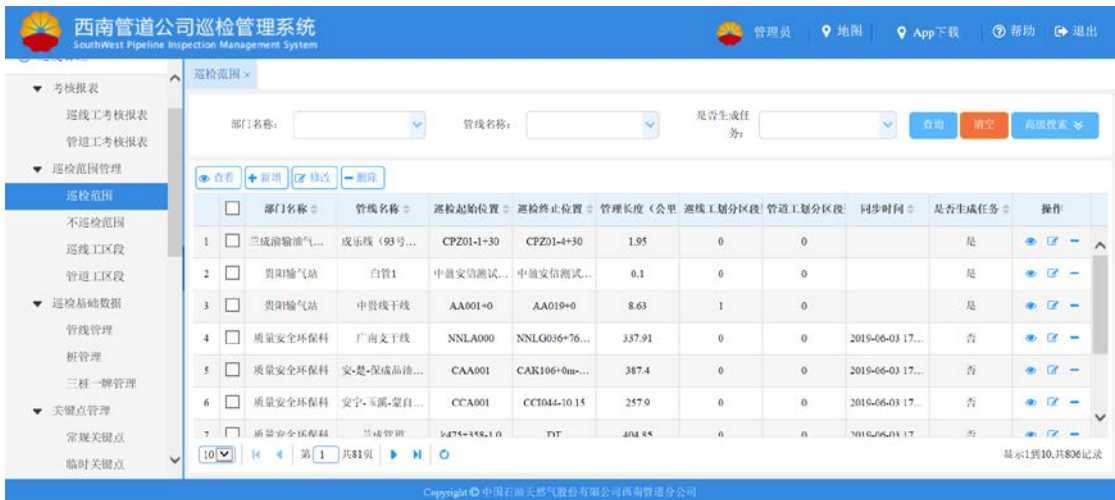 西南管道公司巡检管理系统
SouthWest Pipeline Inspection Management System
管理员 地图 App下载 帮助 退出
巡检范围 ×
考核报表
巡线工考核报表
管道工考核报表
巡检范围管理
巡检范围
不巡检范围
巡线工区段
管道工区段
巡检基础数据
管线管理
桩管理
三桩一牌管理
关键点管理
常规关键点
临时关键点
部门名称： 管线名称： 是否生成任务： 查询 清空 高级搜索
查看 新增 修改 删除
部门名称 管线名称 巡检起始位置 巡检终止位置 管理长度（公里 巡线工划分区段 管道工划分区段 同步时间 是否生成任务 操作
1 兰成渝输油气... 成乐线（93号... CPZ01-1+30 CPZ01-4+30 1.95 0 0 是
2 贵阳输气站 白管1 中盈安信测试... 中盈安信测试... 0.1 0 0 是
3 贵阳输气站 中贵线干线 AA001+0 AA019+0 8.63 1 0 是
4 质量安全环保科 广南支干线 NNLA000 NNLG036+76... 337.91 0 0 2019-06-03 17... 否
5 质量安全环保科 安-楚-保成品油... CAA001 CAK106+0m-... 387.4 0 0 2019-06-03 17... 否
6 质量安全环保科 安宁-玉溪-蒙自... CCA001 CCI044-10.15 257.9 0 0 2019-06-03 17... 否
7 质量安全环保科 兰成管道 404.85 0 0 2019-06-03 17... 否
10 第 1 共81页 显示1到10,共806记录
Copyright © 中国石油天然气股份有限公司西南管道分公司